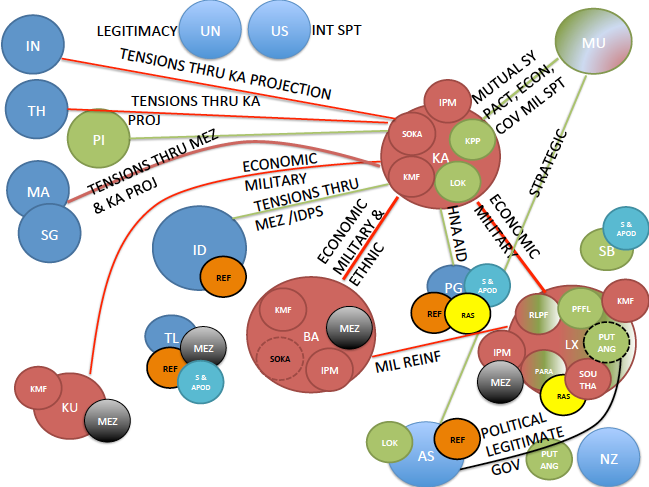 IN
LEGITIMACY
UN
US
INT SPT
MU
TENSIONS THRU KA PROJECTION
TH
TENSIONS THRU KA
PROJ
PI
IPM
SOKA
KPP
KA
KMF
LOK
MUTUAL SY
PACT, ECON,
COV MIL SPT
MA
SG
TENSIONS THRU MEZ
& KA PROJ
ECONOMIC
MILITARY
TENSIONS THRU
MEZ /IDPS
STRATEGIC
ID
REF
ECONOMIC
MILITARY &
ETHNIC
HNA AID
ECONOMIC
MILITARY
S &
APOD
SB
PG
S &
APOD
REF
RAS
KMF
BA
MEZ
SOKA
IPM
MIL REINF
RLPF
PFFL
KMF
IPM
LX
PUT
ANG
MEZ
PARA
SOU
THA
RAS
TL
MEZ
REF
S &
APOD
KMF
KU
MEZ
LOK
REF
AS
POLITICAL
LEGITIMATE
GOV
PUT
ANG
NZ